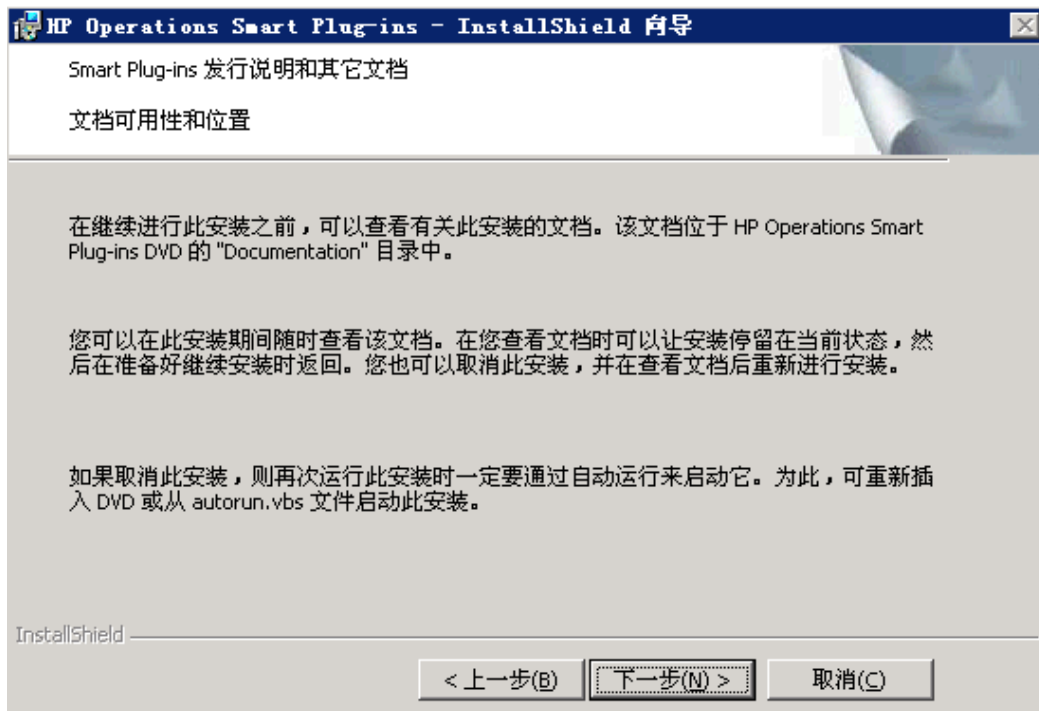 HP Operations Smart Plug-ins - InstallShield 向导
Smart Plug-ins 发行说明和其它文档
文档可用性和位置
在继续进行此安装之前，可以查看有关此安装的文档。该文档位于 HP Operations Smart
Plug-ins DVD 的 "Documentation" 目录中。
您可以在此安装期间随时查看该文档。在您查看文档时可以让安装停留在当前状态，然
后在准备好继续安装时返回。您也可以取消此安装，并在查看文档后重新进行安装。
如果取消此安装，则再次运行此安装时一定要通过自动运行来启动它。为此，可重新插
入 DVD 或从 autorun.vbs 文件启动此安装。
InstallShield
< 上一步(B) 下一步(N) > 取消(C)